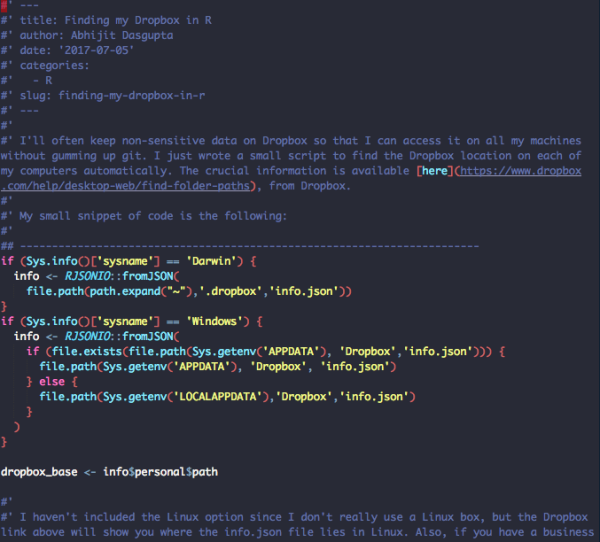 #' ---
#' title: Finding my Dropbox in R
#' author: Abhijit Dasgupta
#' date: '2017-07-05'
#' categories:
#'   - R
#' slug: finding-my-dropbox-in-r
#' ---
#'
#' I'll often keep non-sensitive data on Dropbox so that I can access it on all my machines
without gumming up git. I just wrote a small script to find the Dropbox location on each of
my computers automatically. The crucial information is available [here](https://www.dropbox
.com/help/desktop-web/find-folder-paths), from Dropbox.
#'
#' My small snippet of code is the following:
#'
## ------------------------------------------------------------------------
if (Sys.info()['sysname'] == 'Darwin') {
  info <- RJSONIO::fromJSON(
    file.path(path.expand("~"),'.dropbox','info.json'))
}
if (Sys.info()['sysname'] == 'Windows') {
  info <- RJSONIO::fromJSON(
    if (file.exists(file.path(Sys.getenv('APPDATA'), 'Dropbox','info.json'))) {
      file.path(Sys.getenv('APPDATA'), 'Dropbox', 'info.json')
    } else {
      file.path(Sys.getenv('LOCALAPPDATA'),'Dropbox','info.json')
    }
  )
}
dropbox_base <- info$personal$path
#'
#' I haven't included the Linux option since I don't really use a Linux box, but the Dropbox
link above will show you where the info.json file lies in Linux. Also, if you have a business